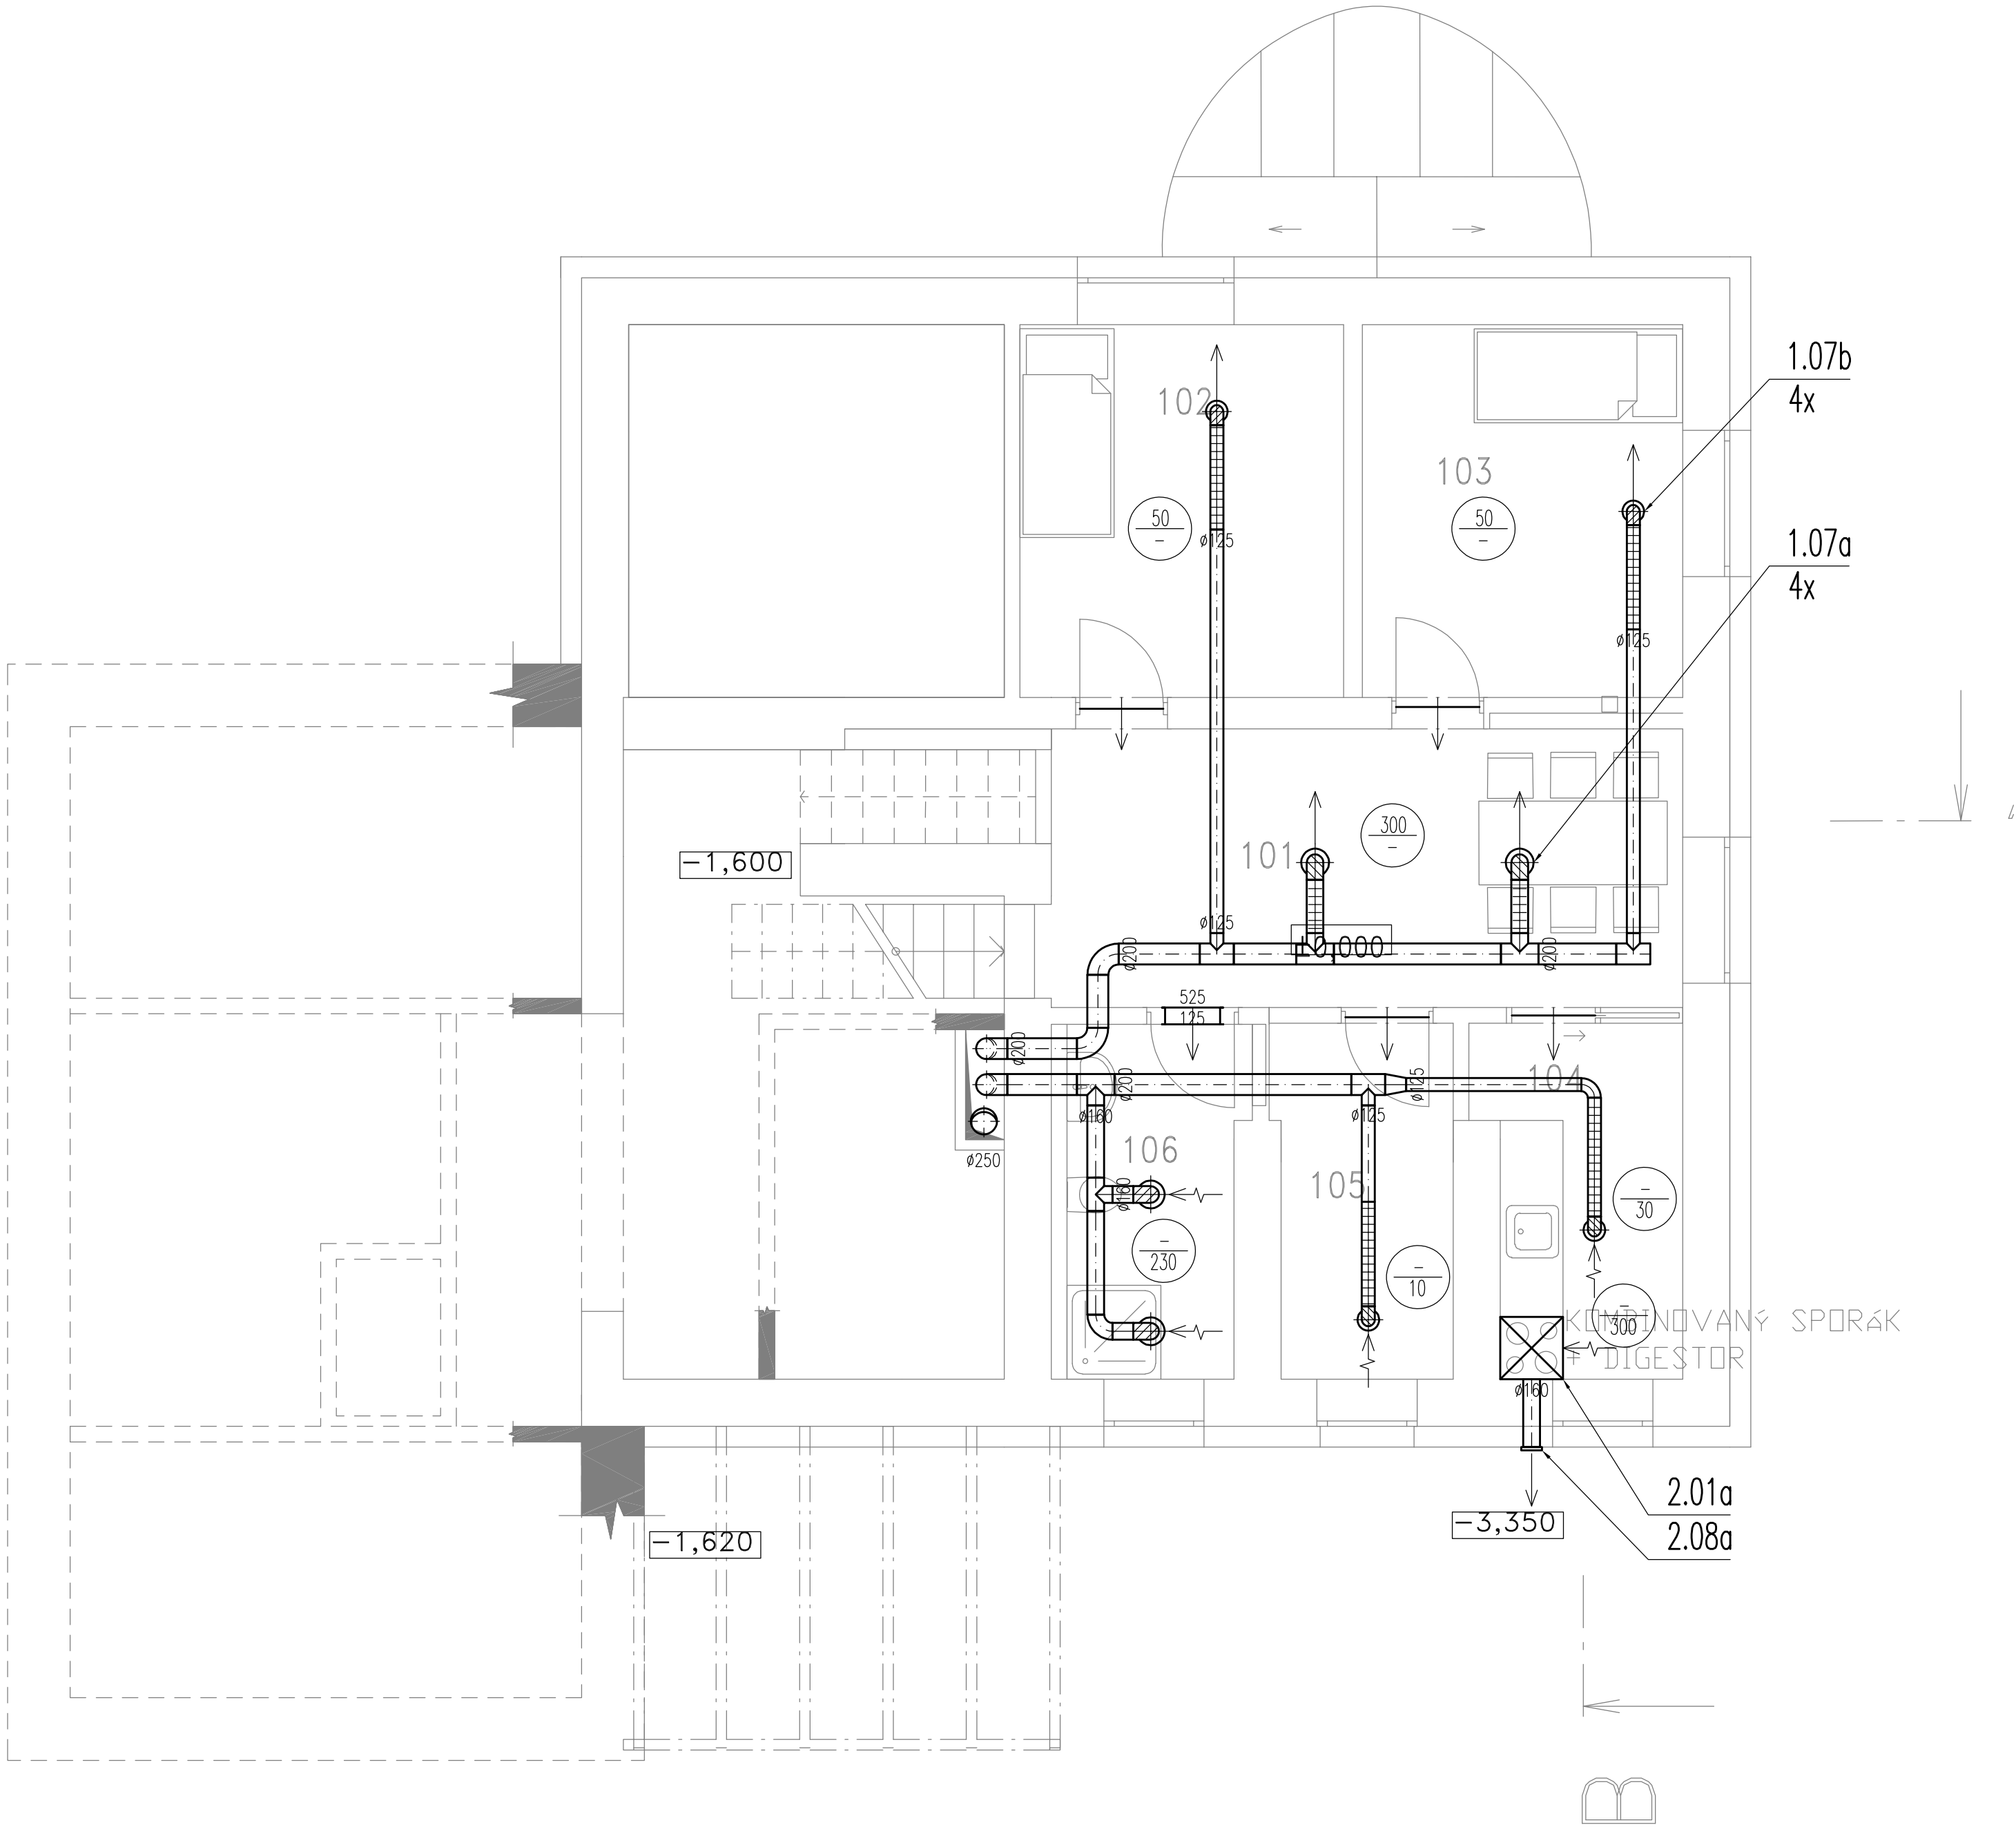 1.07b
4x
102
103
50
–
50
–
ø125
1.07a
4x
ø125
300
–
101
-1,600
ø125
ø200
±0,000
ø200
525
125
ø200
ø200
ø125
104
ø160
ø125
106
ø250
105
ø160
–
30
–
230
–
10
–
300
KOMBINOVANÝ SPORÁK
+ DIGESTOR
ø160
2.01a
-3,350
2.08a
-1,620
B